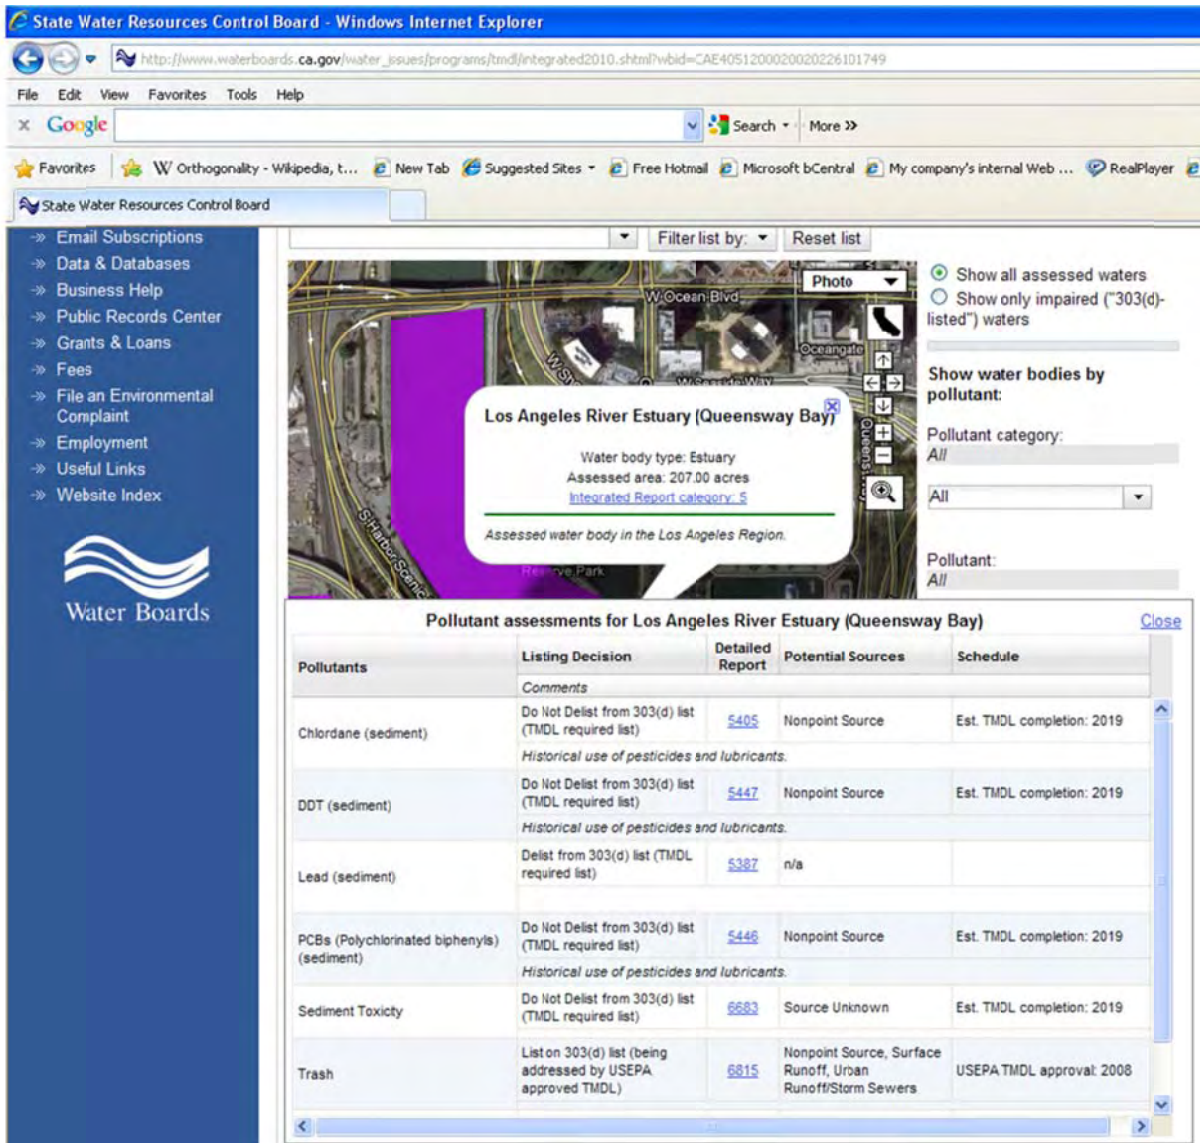 State Water Resources Control Board - Windows Internet Explorer
http://www.waterboards.ca.gov/water_issues/programs/tmdl/integrated2010.shtml?wbid=CAE4051200020020226101749
File Edit View Favorites Tools Help
x Google Search More >>
Favorites W Orthogonality - Wikipedia, t... New Tab Suggested Sites Free Hotmail Microsoft bCentral My company's internal Web ... RealPlayer
State Water Resources Control Board
Email Subscriptions
Data & Databases
Business Help
Public Records Center
Grants & Loans
Fees
File an Environmental
Complaint
Employment
Useful Links
Website Index
Water Boards
Filter list by: Reset list
Photo
W Ocean Blvd
Oceangate
W Seaside Way
Queens
S Harbor Scenic
Reserve Park
Los Angeles River Estuary (Queensway Bay)
Water body type: Estuary
Assessed area: 207.00 acres
Integrated Report category: 5
Assessed water body in the Los Angeles Region.
Show all assessed waters
Show only impaired ("303(d)-
listed") waters
Show water bodies by
pollutant:
Pollutant category:
All
All
Pollutant:
All
Pollutant assessments for Los Angeles River Estuary (Queensway Bay) Close
Pollutants Listing Decision Detailed Report Potential Sources Schedule
Comments
Chlordane (sediment) Do Not Delist from 303(d) list (TMDL required list) 5405 Nonpoint Source Est. TMDL completion: 2019
Historical use of pesticides and lubricants.
DDT (sediment) Do Not Delist from 303(d) list (TMDL required list) 5447 Nonpoint Source Est. TMDL completion: 2019
Historical use of pesticides and lubricants.
Lead (sediment) Delist from 303(d) list (TMDL required list) 5387 n/a
PCBs (Polychlorinated biphenyls) (sediment) Do Not Delist from 303(d) list (TMDL required list) 5446 Nonpoint Source Est. TMDL completion: 2019
Historical use of pesticides and lubricants.
Sediment Toxicty Do Not Delist from 303(d) list (TMDL required list) 6683 Source Unknown Est. TMDL completion: 2019
Trash List on 303(d) list (being addressed by USEPA approved TMDL) 6815 Nonpoint Source, Surface Runoff, Urban Runoff/Storm Sewers USEPA TMDL approval: 2008